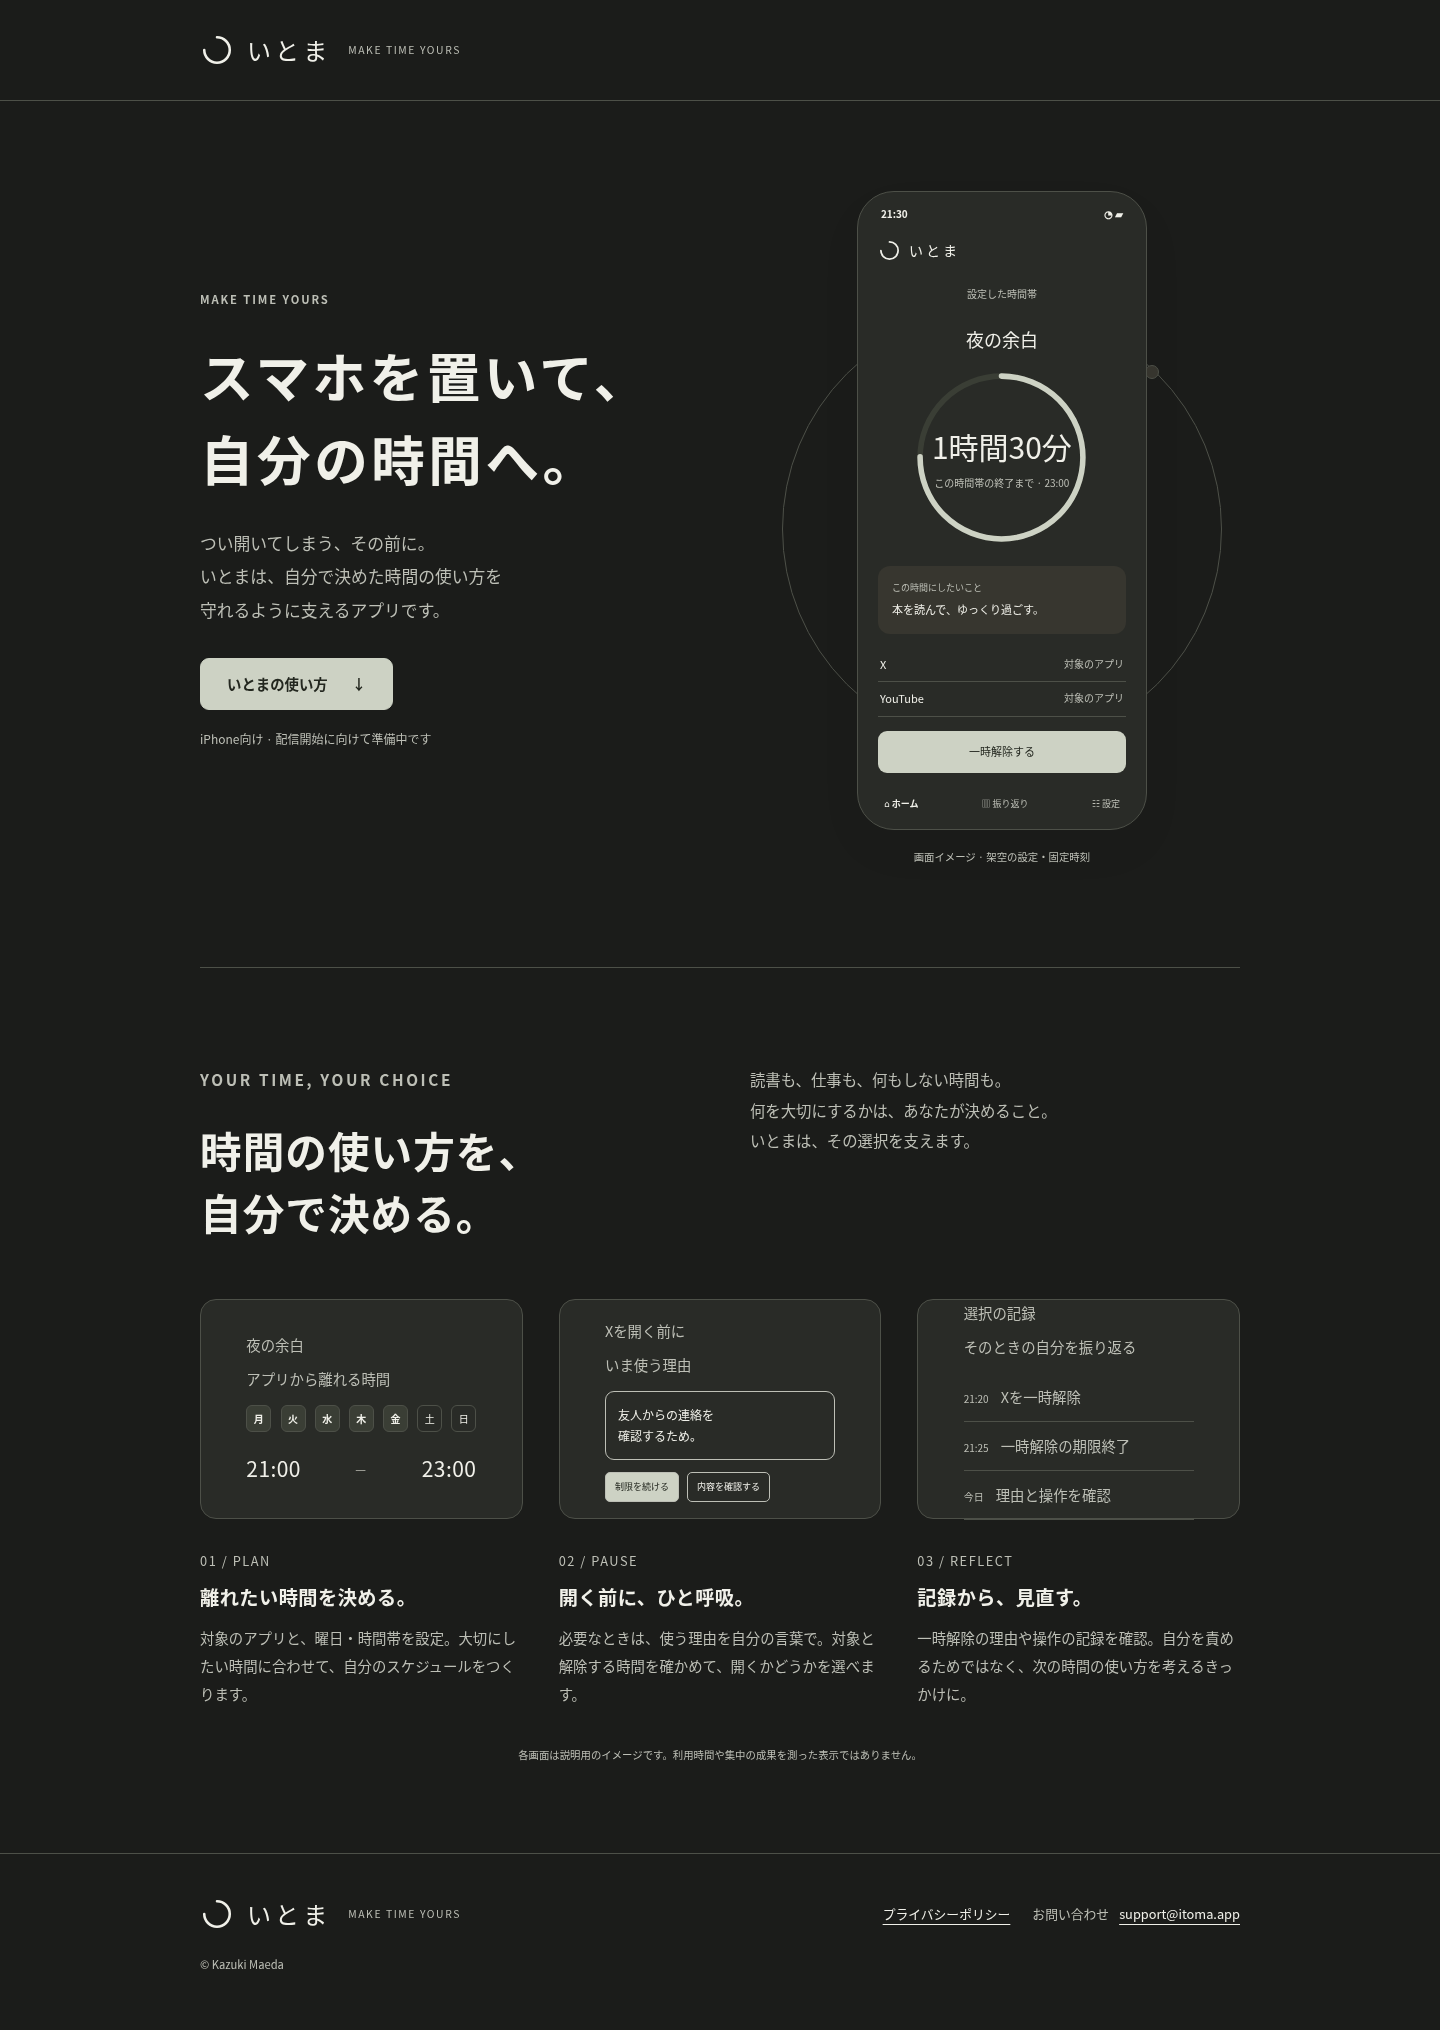 いとま MAKE TIME YOURS
MAKE TIME YOURS
スマホを置いて、
自分の時間へ。
つい開いてしまう、その前に。
いとまは、自分で決めた時間の使い方を
守れるように支えるアプリです。
いとまの使い方 ↓
iPhone向け · 配信開始に向けて準備中です
21:30
いとま
設定した時間帯
夜の余白
1時間30分
この時間帯の終了まで · 23:00
この時間にしたいこと
本を読んで、ゆっくり過ごす。
X 対象のアプリ
YouTube 対象のアプリ
一時解除する
ホーム 振り返り 設定
画面イメージ · 架空の設定・固定時刻
YOUR TIME, YOUR CHOICE
時間の使い方を、
自分で決める。
読書も、仕事も、何もしない時間も。
何を大切にするかは、あなたが決めること。
いとまは、その選択を支えます。
夜の余白
アプリから離れる時間
月 火 水 木 金 土 日
21:00 — 23:00
01 / PLAN
離れたい時間を決める。
対象のアプリと、曜日・時間帯を設定。大切にし
たい時間に合わせて、自分のスケジュールをつく
ります。
Xを開く前に
いま使う理由
友人からの連絡を
確認するため。
制限を続ける 内容を確認する
02 / PAUSE
開く前に、ひと呼吸。
必要なときは、使う理由を自分の言葉で。対象と
解除する時間を確かめて、開くかどうかを選べま
す。
選択の記録
そのときの自分を振り返る
21:20 Xを一時解除
21:25 一時解除の期限終了
今日 理由と操作を確認
03 / REFLECT
記録から、見直す。
一時解除の理由や操作の記録を確認。自分を責め
るためではなく、次の時間の使い方を考えるきっ
かけに。
各画面は説明用のイメージです。利用時間や集中の成果を測った表示ではありません。
いとま MAKE TIME YOURS
プライバシーポリシー お問い合わせ support@itoma.app
© Kazuki Maeda